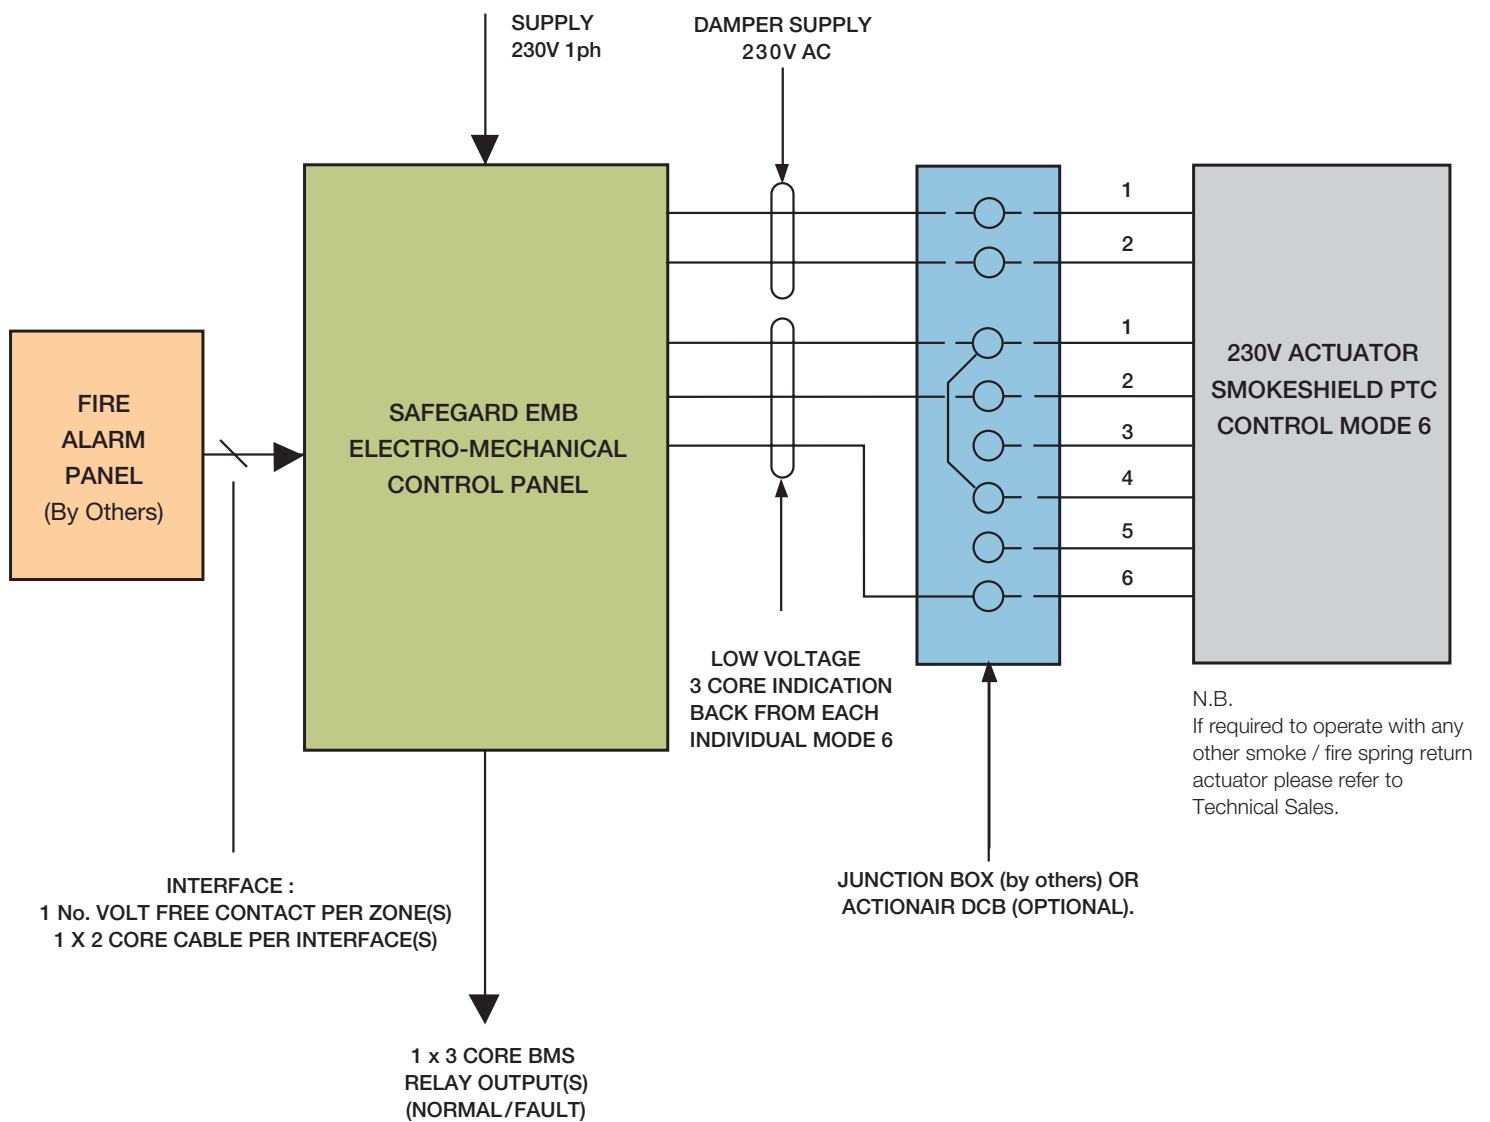 SUPPLY
230V 1ph
DAMPER SUPPLY
230V AC
FIRE
ALARM
PANEL
(By Others)
SAFEGARD EMB
ELECTRO-MECHANICAL
CONTROL PANEL
1
2
1
2
3
4
5
6
230V ACTUATOR
SMOKESHIELD PTC
CONTROL MODE 6
LOW VOLTAGE
3 CORE INDICATION
BACK FROM EACH
INDIVIDUAL MODE 6
N.B.
If required to operate with any
other smoke / fire spring return
actuator please refer to
Technical Sales.
INTERFACE :
1 No. VOLT FREE CONTACT PER ZONE(S)
1 X 2 CORE CABLE PER INTERFACE(S)
JUNCTION BOX (by others) OR
ACTIONAIR DCB (OPTIONAL).
1 x 3 CORE BMS
RELAY OUTPUT(S)
(NORMAL/FAULT)